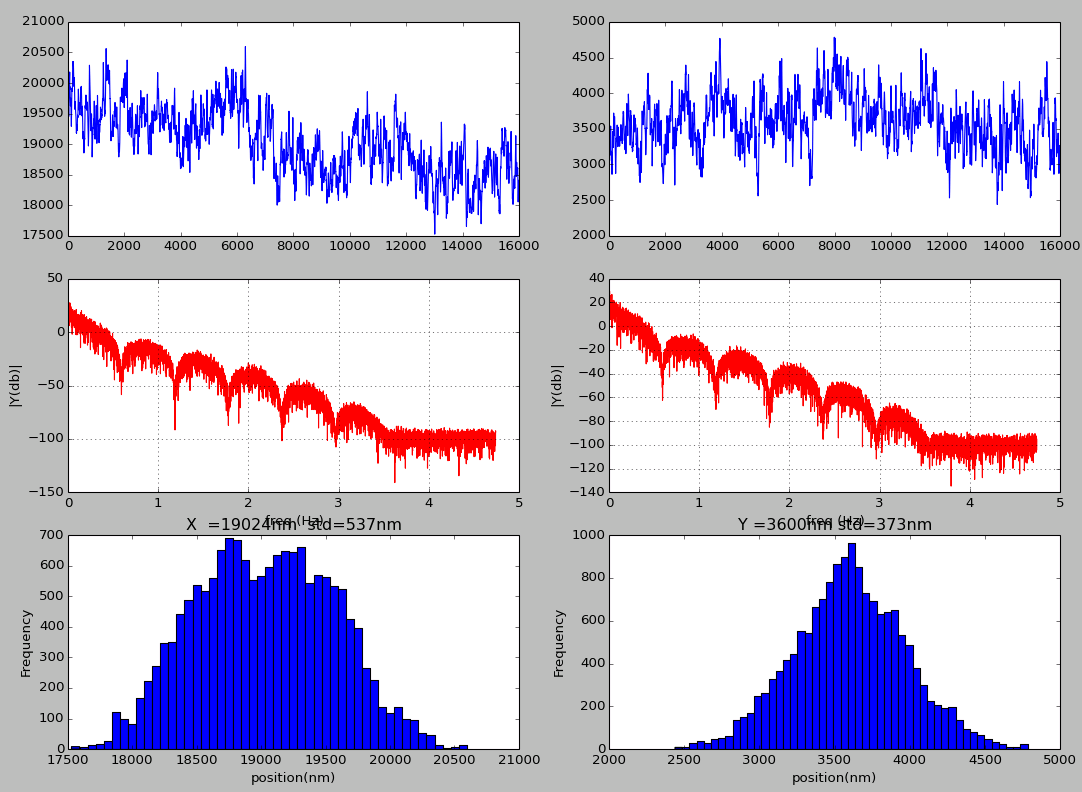 21000
20500
20000
19500
19000
18500
18000
17500
0 2000 4000 6000 8000 10000 12000 14000 16000
5000
4500
4000
3500
3000
2500
2000
0 2000 4000 6000 8000 10000 12000 14000 16000
|Y(db)|
50
0
−50
−100
−150
0 1 2 3 4 5
freq (Hz)
|Y(db)|
40
20
0
−20
−40
−60
−80
−100
−120
−140
0 1 2 3 4 5
freq (Hz)
X =19024nm std=537nm
Frequency
700
600
500
400
300
200
100
0
17500 18000 18500 19000 19500 20000 20500 21000
position(nm)
Y =3600nm std=373nm
Frequency
1000
800
600
400
200
0
2000 2500 3000 3500 4000 4500 5000
position(nm)